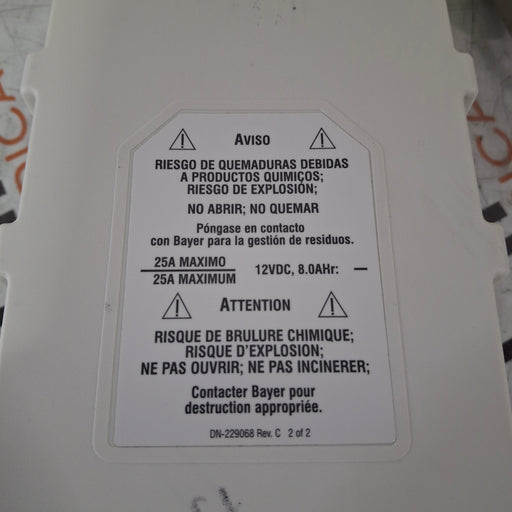 AVISO
RIESGO DE QUEMADURAS DEBIDAS
A PRODUCTOS QUIMIÇOS;
RIESGO DE EXPLOSIÓN;
NO ABRIR; NO QUEMAR
Póngase en contacto
con Bayer para la gestión de residuos.
25A MAXIMO
25A MAXIMUM
12VDC, 8.0AHr:
ATTENTION
RISQUE DE BRULURE CHIMIQUE;
RISQUE D'EXPLOSION;
NE PAS OUVRIR; NE PAS INCINERER;
Contacter Bayer pour
destruction appropriée.
DN-229068 Rev. C 2 of 2